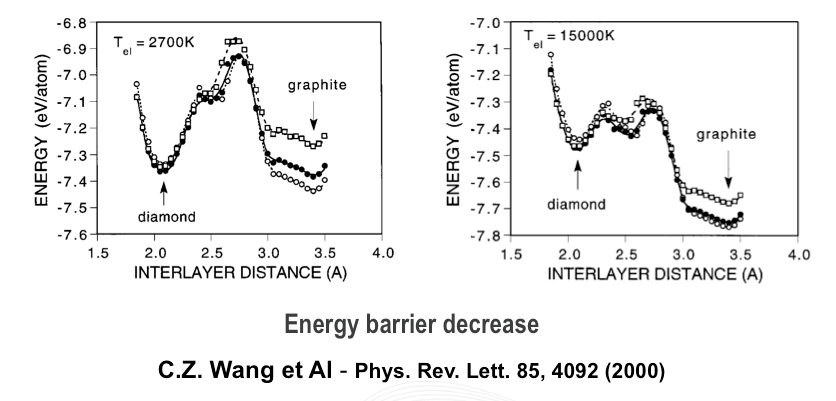 T_el = 2700K
-6.8
-6.9
-7.0
-7.1
-7.2
-7.3
-7.4
-7.5
-7.6
ENERGY (eV/atom)
graphite
diamond
1.5 2.0 2.5 3.0 3.5 4.0
INTERLAYER DISTANCE (A)
T_el = 15000K
-7.0
-7.1
-7.2
-7.3
-7.4
-7.5
-7.6
-7.7
-7.8
ENERGY (eV/atom)
graphite
diamond
1.5 2.0 2.5 3.0 3.5 4.0
INTERLAYER DISTANCE (A)
Energy barrier decrease
C.Z. Wang et Al - Phys. Rev. Lett. 85, 4092 (2000)